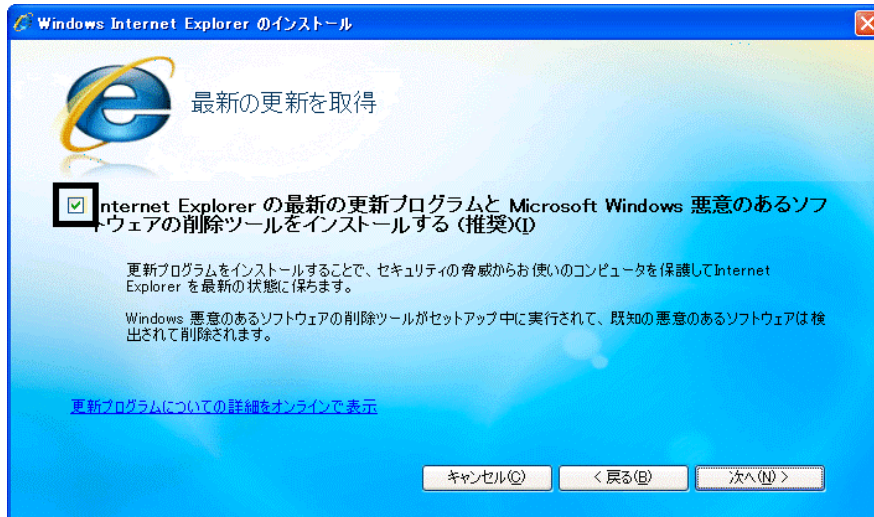 Windows Internet Explorer のインストール
最新の更新を取得
nternet Explorer の最新の更新プログラムと Microsoft Windows 悪意のあるソフ
トウェアの削除ツールをインストールする (推奨)(I)
更新プログラムをインストールすることで、セキュリティの脅威からお使いのコンピュータを保護してInternet
Explorer を最新の状態に保ちます。
Windows 悪意のあるソフトウェアの削除ツールがセットアップ中に実行されて、既知の悪意のあるソフトウェアは検
出されて削除されます。
更新プログラムについての詳細をオンラインで表示
キャンセル(C) < 戻る(B) 次へ(N) >